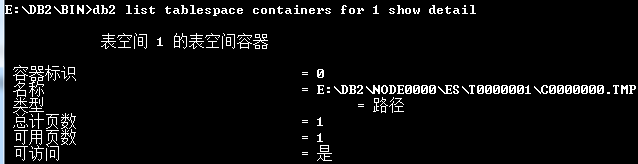 E:\DB2\BIN>db2 list tablespace containers for 1 show detail
表空间 1 的表空间容器
容器标识 = 0
名称 = E:\DB2\NODE0000\ES\T0000001\C0000000.TMP
类型 = 路径
总计页数 = 1
可用页数 = 1
可访问 = 是